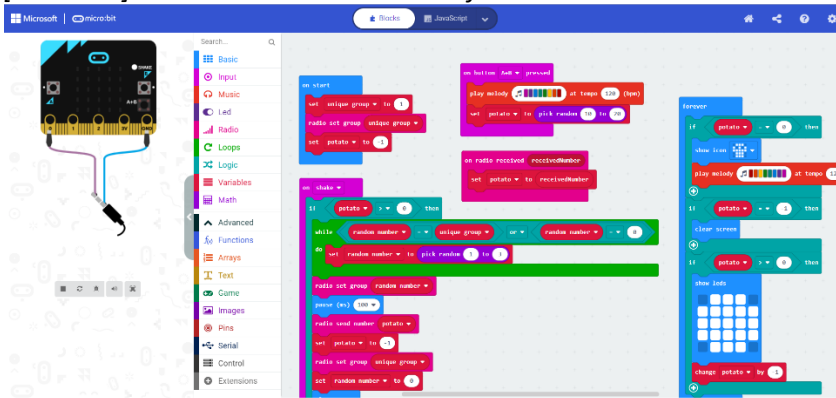 Microsoft micro:bit Blocks JavaScript
Search...
Basic
Input
Music
Led
Radio
Loops
Logic
Variables
Math
Advanced
Functions
Arrays
Text
Game
Images
Pins
Serial
Control
Extensions
SHAKE
A+B
0 1 2 3V GND
on start
set unique group to 1
radio set group unique group
set potato to -1
on button A+B pressed
play melody at tempo 120 (bpm)
set potato to pick random 10 to 20
on radio received receivedNumber
set potato to receivedNumber
on shake
if potato > 0 then
while random number = unique group or random number = 0
do set random number to pick random 1 to 3
radio set group random number
pause (ms) 100
radio send number potato
set potato to -1
radio set group unique group
set random number to 0
forever
if potato = 0 then
show icon
play melody at tempo
if potato = 1 then
clear screen
if potato > 0 then
show leds
change potato by